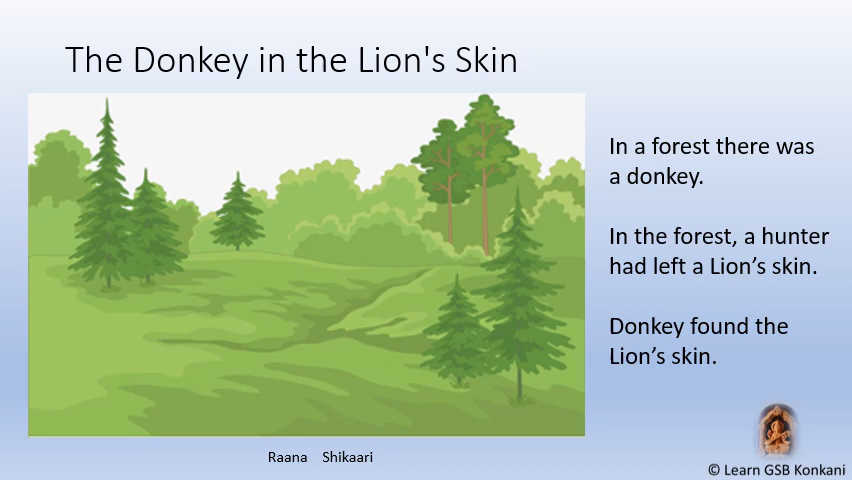 The Donkey in the Lion's Skin
In a forest there was
a donkey.
In the forest, a hunter
had left a Lion’s skin.
Donkey found the
Lion’s skin.
Raana Shikaari
© Learn GSB Konkani